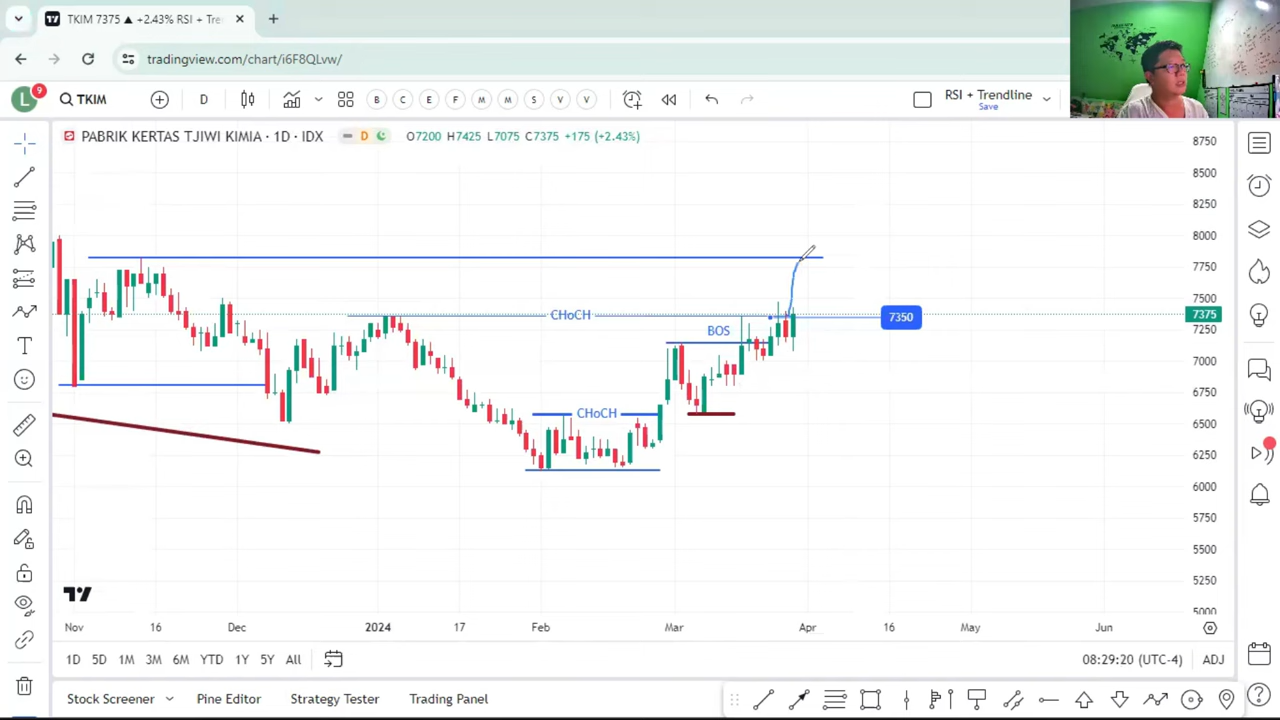 TKIM 7375 ▲ +2.43% RSI + Tre
tradingview.com/chart/i6F8QLvw/
L 9 TKIM D B C E F M M S V V RSI + Trendline
Save
PABRIK KERTAS TJIWI KIMIA · 1D · IDX D O7200 H7425 L7075 C7375 +175 (+2.43%)
8750
8500
8250
8000
7750
7500
CHoCH 7350 7375
BOS 7250
7000
6750
CHoCH 6500
6250
6000
5750
5500
5250
5000
Nov 16 Dec 2024 17 Feb Mar Apr 16 May Jun
1D 5D 1M 3M 6M YTD 1Y 5Y All 08:29:20 (UTC-4) ADJ
Stock Screener Pine Editor Strategy Tester Trading Panel